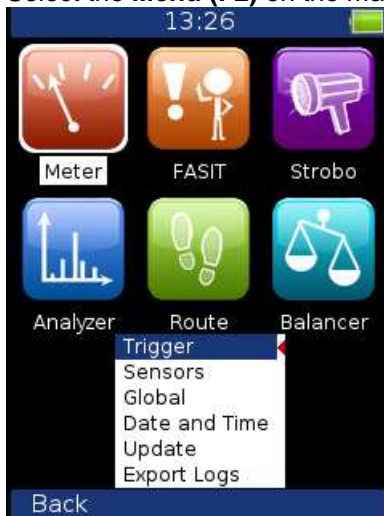 13:26
Meter FASIT Strobo
Analyzer Route Balancer
Trigger
Sensors
Global
Date and Time
Update
Export Logs
Back